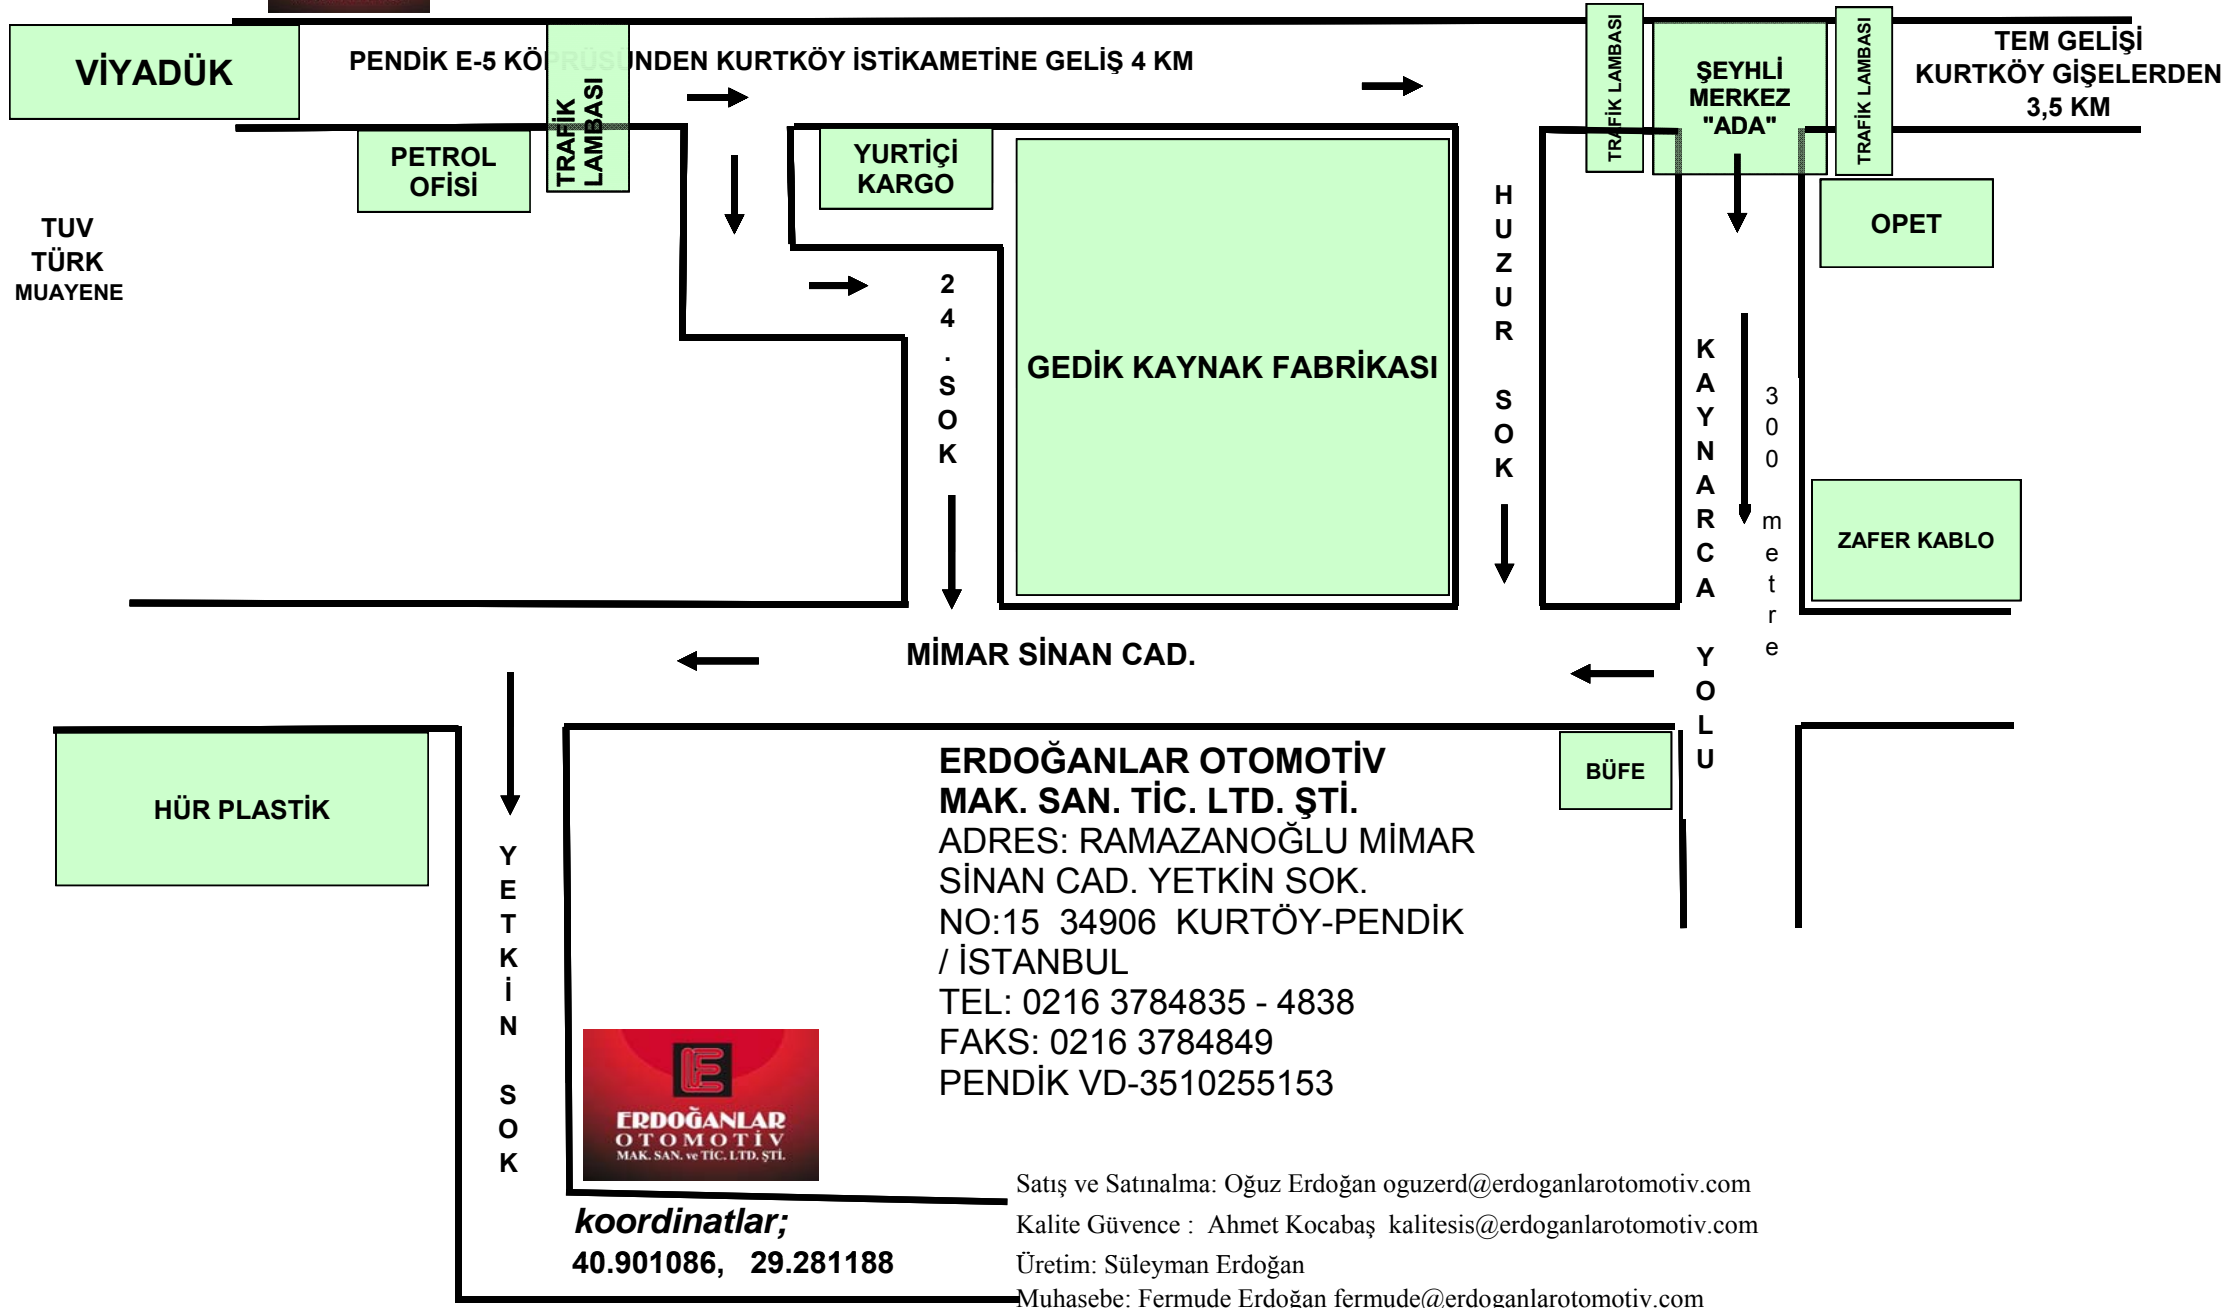 VİYADÜK
PENDİK E-5 KÖPRÜSÜNDEN KURTKÖY İSTİKAMETİNE GELİŞ 4 KM
TRAFİK
LAMBASI
TRAFİK LAMBASI
ŞEYHLİ
MERKEZ
"ADA"
TRAFİK LAMBASI
TEM GELİŞİ
KURTKÖY GİŞELERDEN
3,5 KM
PETROL
OFİSİ
YURTİÇİ
KARGO
OPET
TUV
TÜRK
MUAYENE
24.SOK
GEDİK KAYNAK FABRİKASI
HUZUR SOK
KAYNARCA YOLU
300 metre
ZAFER KABLO
MİMAR SİNAN CAD.
HÜR PLASTİK
YETKİN SOK
BÜFE
ERDOĞANLAR OTOMOTİV
MAK. SAN. TİC. LTD. ŞTİ.
ADRES: RAMAZANOĞLU MİMAR
SİNAN CAD. YETKİN SOK.
NO:15 34906 KURTÖY-PENDİK
/ İSTANBUL
TEL: 0216 3784835 - 4838
FAKS: 0216 3784849
PENDİK VD-3510255153
ERDOĞANLAR
OTOMOTİV
MAK. SAN. ve TİC. LTD. ŞTİ.
koordinatlar;
40.901086, 29.281188
Satış ve Satınalma: Oğuz Erdoğan oguzerd@erdoganlarotomotiv.com
Kalite Güvence : Ahmet Kocabaş kalitesis@erdoganlarotomotiv.com
Üretim: Süleyman Erdoğan
Muhasebe: Fermude Erdoğan fermude@erdoganlarotomotiv.com